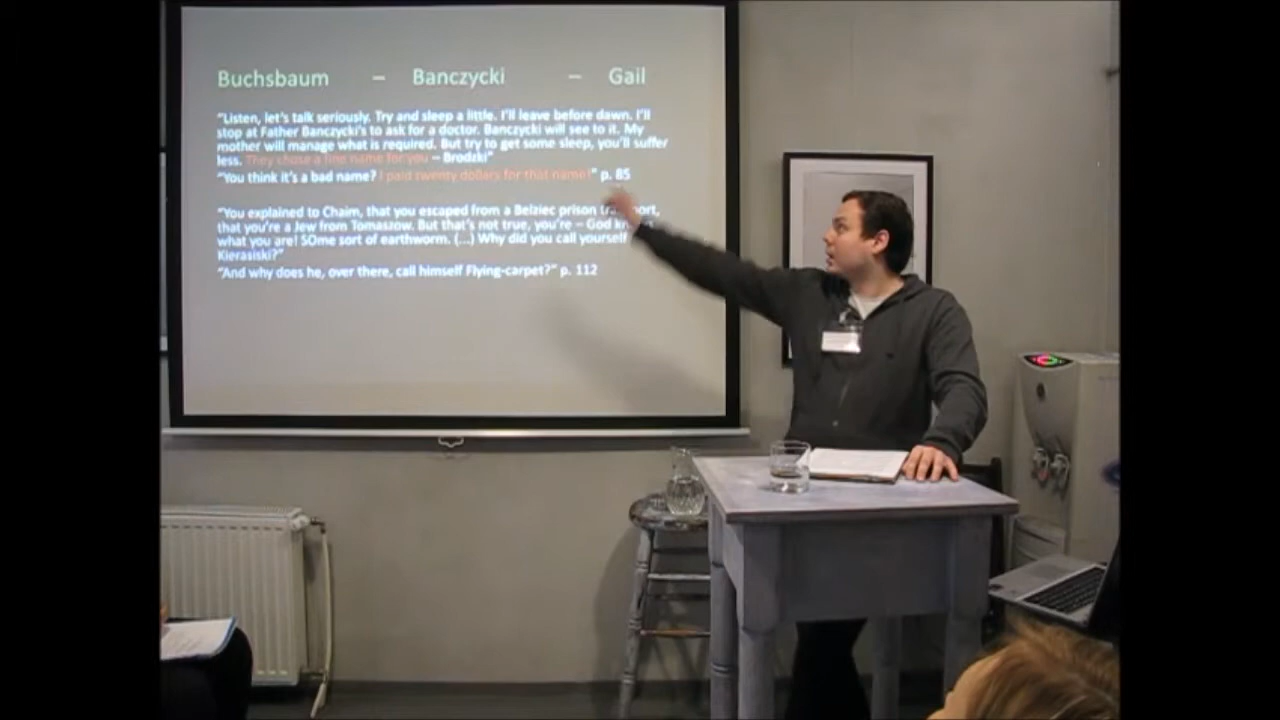 Buchsbaum – Banczycki – Gail
“Listen, let’s talk seriously. Try and sleep a little. I’ll leave before dawn. I’ll
stop at Father Banczycki’s to ask for a doctor. Banczycki will see to it. My
mother will manage what is required. But try to get some sleep, you’ll suffer
less. They chose a fine name for you – Brodzki”
“You think it’s a bad name? I paid twenty dollars for that name!” p. 85
“You explained to Chaim, that you escaped from a Belziec prison transport,
that you’re a Jew from Tomaszow. But that’s not true, you’re – God knows
what you are! SOme sort of earthworm. (...) Why did you call yourself
Kierasiski?”
“And why does he, over there, call himself Flying-carpet?” p. 112